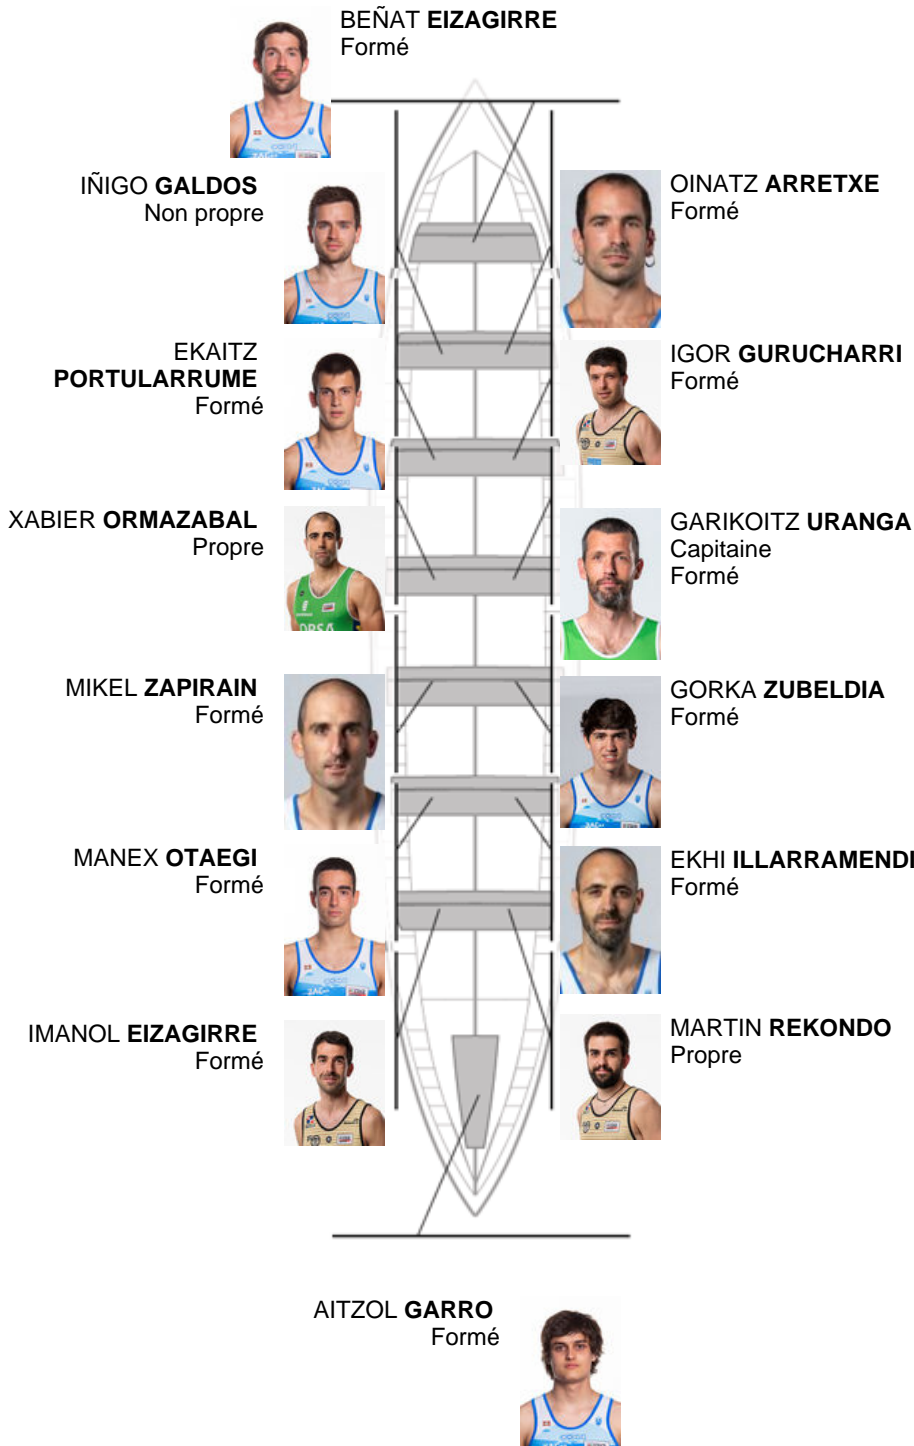 BEÑAT EIZAGIRRE
Formé
IÑIGO GALDOS
Non propre
OINATZ ARRETXE
Formé
EKAITZ
PORTULARRUME
Formé
IGOR GURUCHARRI
Formé
XABIER ORMAZABAL
Propre
GARIKOITZ URANGA
Capitaine
Formé
MIKEL ZAPIRAIN
Formé
GORKA ZUBELDIA
Formé
MANEX OTAEGI
Formé
EKHI ILLARRAMENDI
Formé
IMANOL EIZAGIRRE
Formé
MARTIN REKONDO
Propre
AITZOL GARRO
Formé